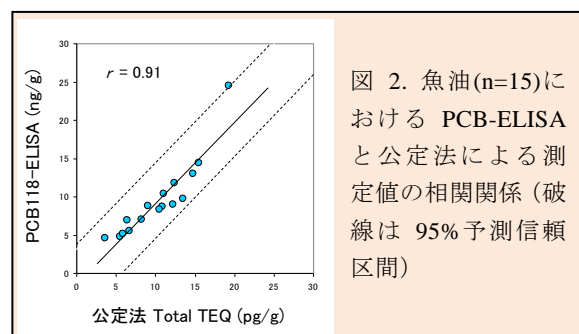 30
25
20
15
10
5
0
r = 0.91
PCB118-ELISA (ng/g)
0 10 20 30
公定法 Total TEQ (pg/g)
図 2. 魚油(n=15)に
おける PCB-ELISA
と公定法による測
定値の相関関係（破
線は 95%予測信頼
区間）